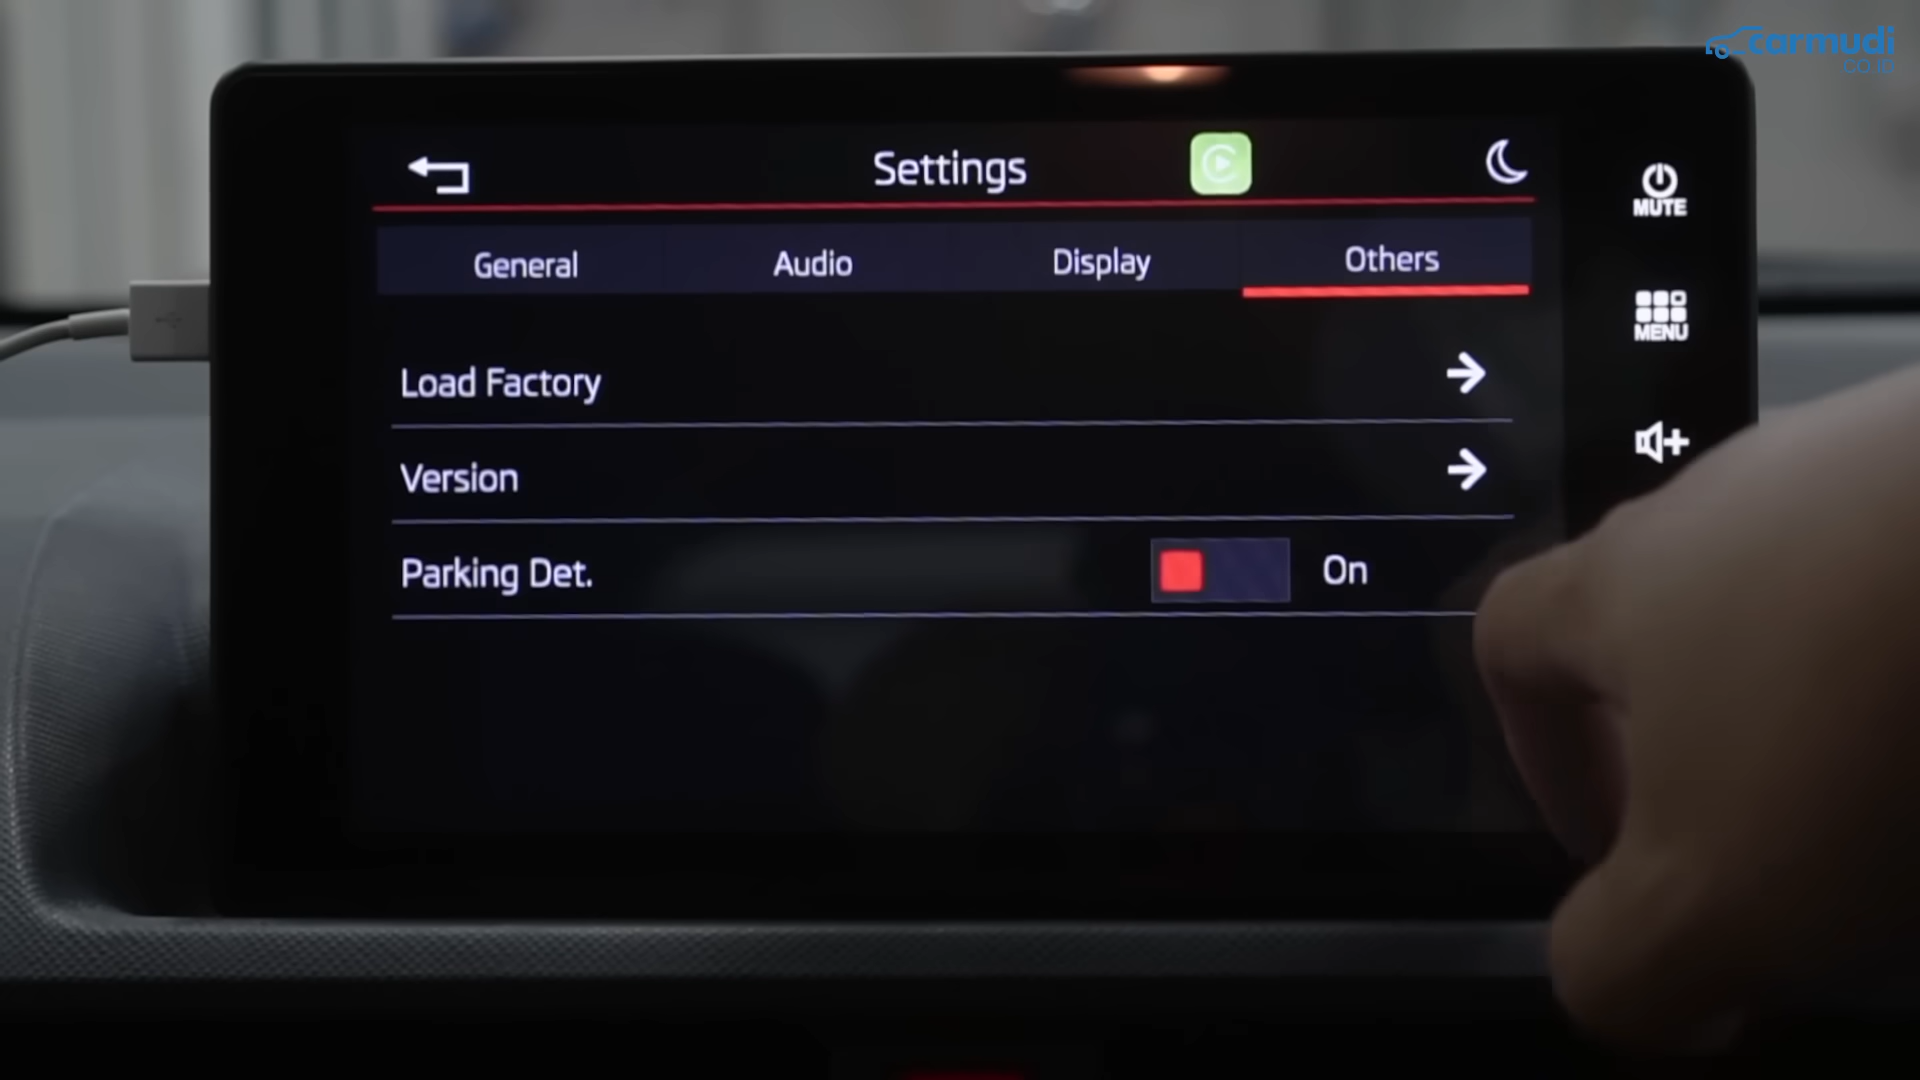 carmudi
CO.ID
Settings
MUTE
General Audio Display Others
MENU
Load Factory
Version
Parking Det. On